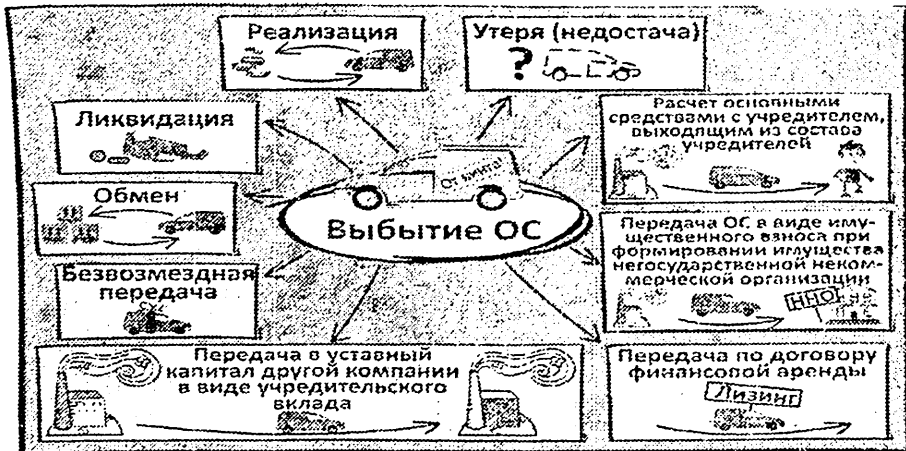 Реализация
Утеря (недостача)
?
Ликвидация
Расчет основными
средствами с учредителем,
выходящим из состава
учредителей
Обмен
Выбытие ОС
Передача ОС в виде иму-
щественного взноса при
формировании имущества
негосударственной неком-
мерческой организации
ННО
Безвозмездная
передача
Передача в уставный
капитал другой компании
в виде учредительского
вклада
Передача по договору
финансовой аренды
Лизинг